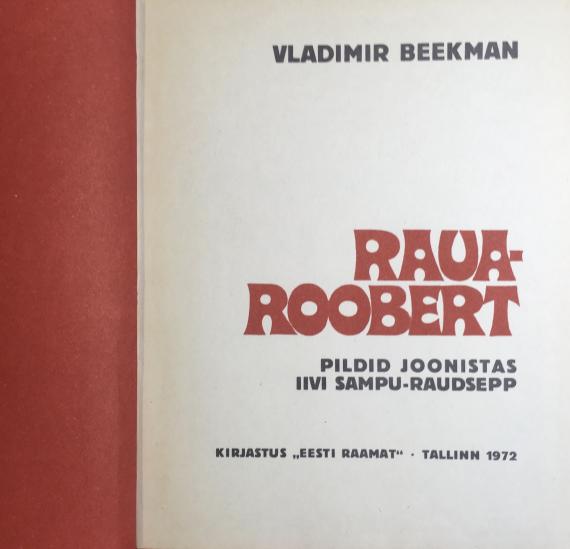 VLADIMIR BEEKMAN
RAUA-
ROOBERT
PILDID JOONISTAS
IIVI SAMPU-RAUDSEPP
KIRJASTUS „EESTI RAAMAT“ · TALLINN 1972